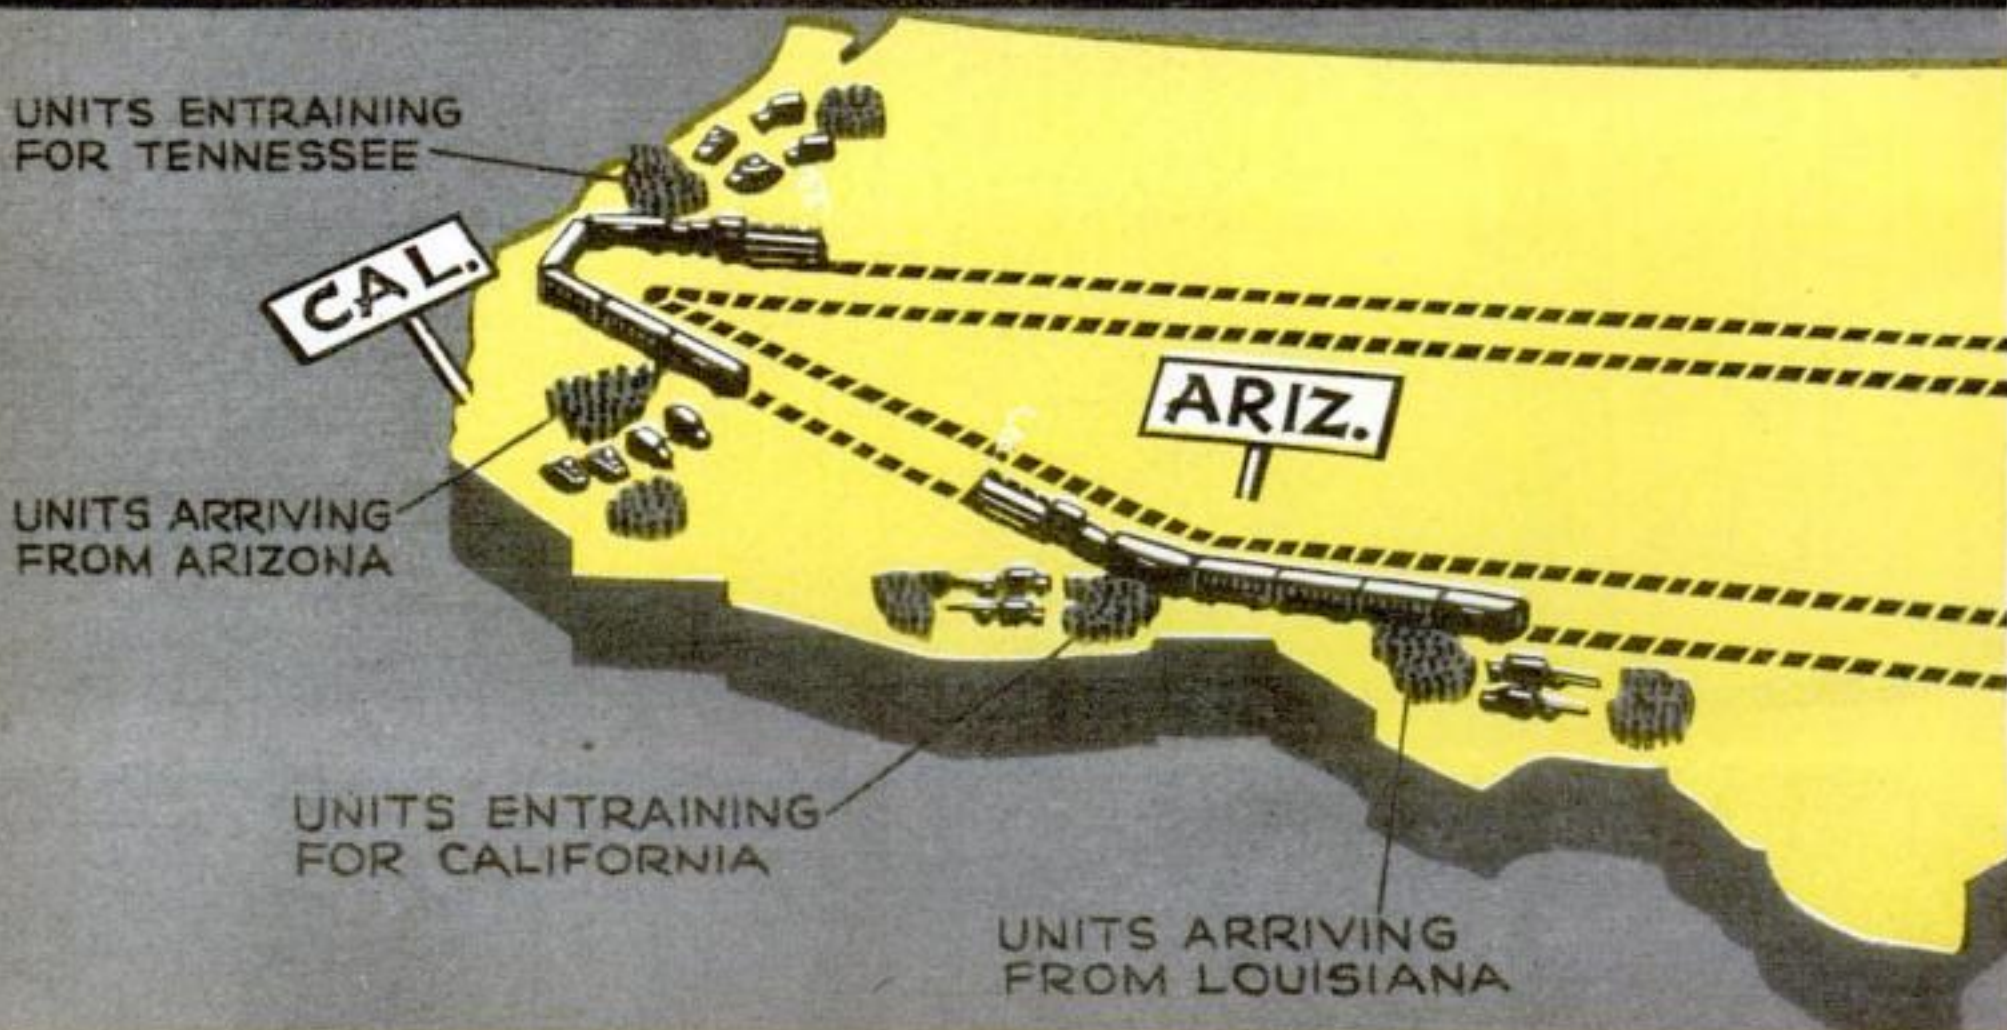 UNITS ENTRAINING
FOR TENNESSEE
CAL.
ARIZ.
UNITS ARRIVING
FROM ARIZONA
UNITS ENTRAINING
FOR CALIFORNIA
UNITS ARRIVING
FROM LOUISIANA